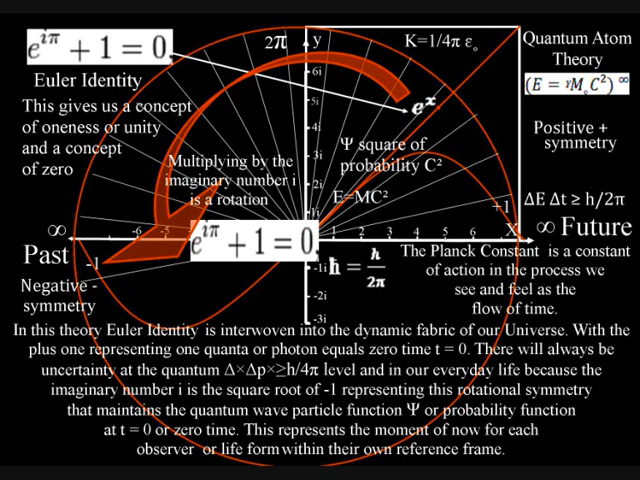 e^{iπ} + 1 = 0.
Euler Identity
This gives us a concept
of oneness or unity
and a concept
of zero
2π
y
K=1/4π ε₀
Quantum Atom
Theory
(E = γM₀C²) ∞
Positive +
symmetry
6i
5i
4i
3i
2i
eˣ
Ψ square of
probability C²
E=MC²
Multiplying by the
imaginary number i
is a rotation
+1
ΔE Δt ≥ h/2π
∞ Future
X
∞
Past
-1
Negative -
symmetry
-6 -5
e^{iπ} + 1 = 0.
1 2 3 4 5 6
-1i
-2i
-3i
ħ = h/2π
The Planck Constant is a constant
of action in the process we
see and feel as the
flow of time.
In this theory Euler Identity is interwoven into the dynamic fabric of our Universe. With the
plus one representing one quanta or photon equals zero time t = 0. There will always be
uncertainty at the quantum Δ×Δp×≥h/4π level and in our everyday life because the
imaginary number i is the square root of -1 representing this rotational symmetry
that maintains the quantum wave particle function Ψ or probability function
at t = 0 or zero time. This represents the moment of now for each
observer or life form within their own reference frame.